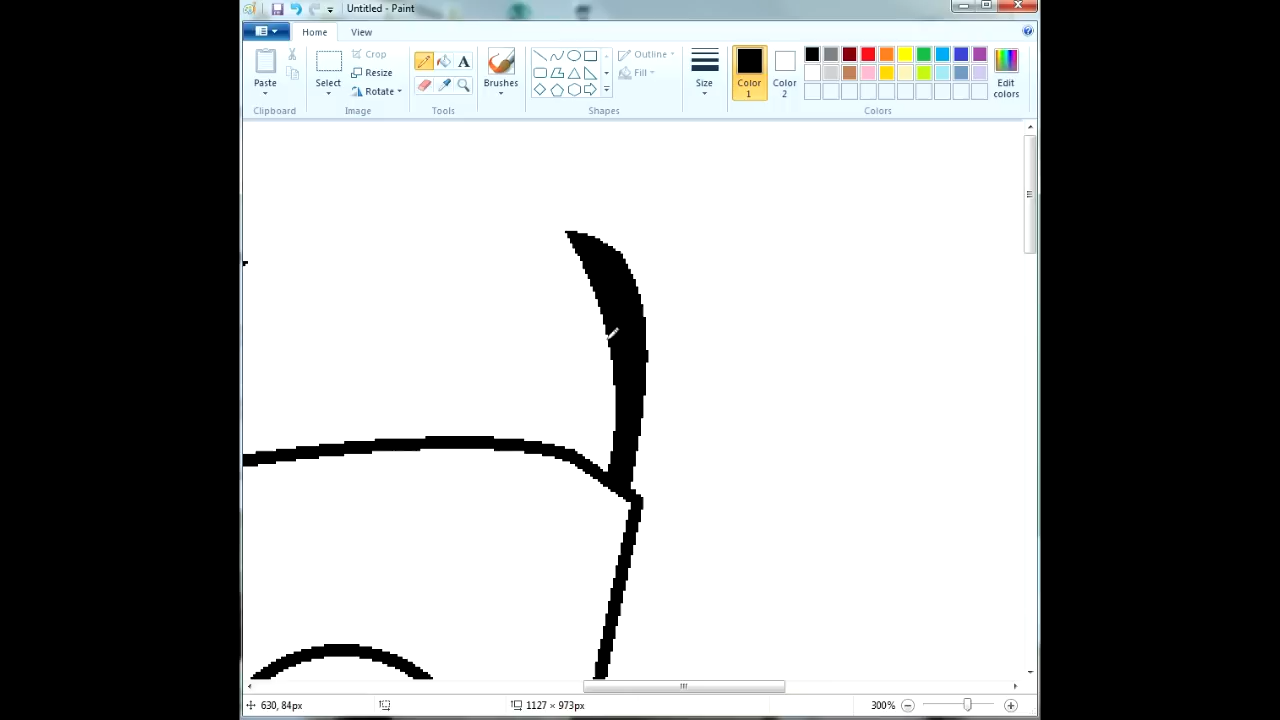 Untitled - Paint
Home View
Paste
Select
Crop
Resize
Rotate
A
Brushes
Outline
Fill
Size
Color 1
Color 2
Edit colors
Clipboard Image Tools Shapes Colors
630, 84px 1127 × 973px 300%